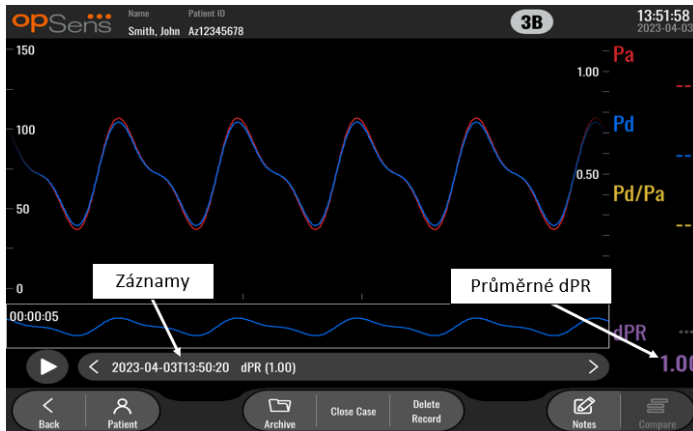 opSens
Name Patient ID
Smith, John Az12345678
3B
13:51:58
2023-04-03
150
100
50
0
1.00
0.50
Pa
--
Pd
--
Pd/Pa
--
Záznamy
Průměrné dPR
00:00:05
dPR
---
1.00
2023-04-03T13:50:20 dPR (1.00)
Back
Patient
Archive
Close Case
Delete
Record
Notes
Compare